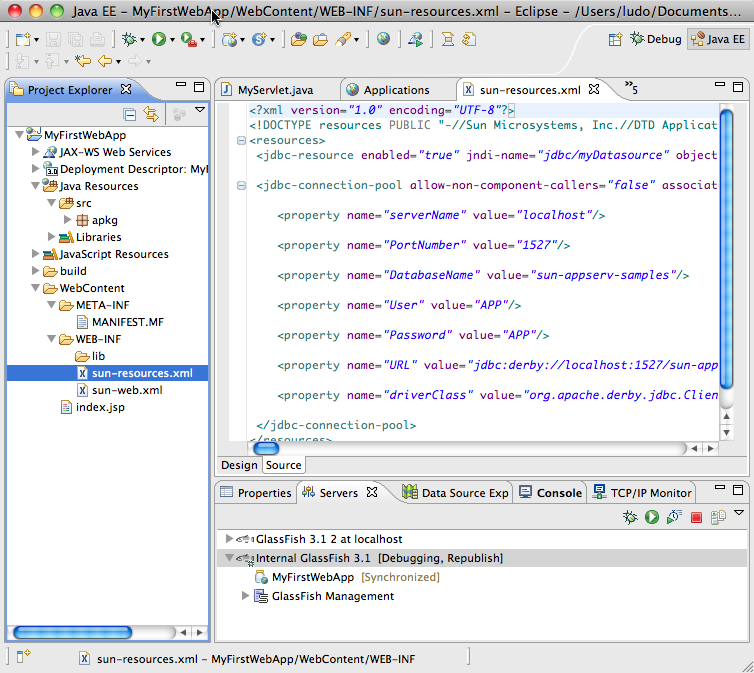 Java EE – MyFirstWebApp/WebContent/WEB-INF/sun-resources.xml – Eclipse – /Users/ludo/Documents...
Debug
Java EE
Project Explorer
MyServlet.java
Applications
sun-resources.xml
»5
MyFirstWebApp
JAX-WS Web Services
Deployment Descriptor: MyI
Java Resources
src
apkg
Libraries
JavaScript Resources
build
WebContent
META-INF
MANIFEST.MF
WEB-INF
lib
sun-resources.xml
sun-web.xml
index.jsp
<?xml version="1.0" encoding="UTF-8"?>
<!DOCTYPE resources PUBLIC "-//Sun Microsystems, Inc.//DTD Applicat
<resources>
<jdbc-resource enabled="true" jndi-name="jdbc/myDatasource" object
<jdbc-connection-pool allow-non-component-callers="false" associat
<property name="serverName" value="localhost"/>
<property name="PortNumber" value="1527"/>
<property name="DatabaseName" value="sun-appserv-samples"/>
<property name="User" value="APP"/>
<property name="Password" value="APP"/>
<property name="URL" value="jdbc:derby://localhost:1527/sun-app
<property name="driverClass" value="org.apache.derby.jdbc.Clien
</jdbc-connection-pool>
</resources>
Design
Source
Properties
Servers
Data Source Exp
Console
TCP/IP Monitor
GlassFish 3.1 2 at localhost
Internal GlassFish 3.1 [Debugging, Republish]
MyFirstWebApp [Synchronized]
GlassFish Management
sun-resources.xml – MyFirstWebApp/WebContent/WEB-INF